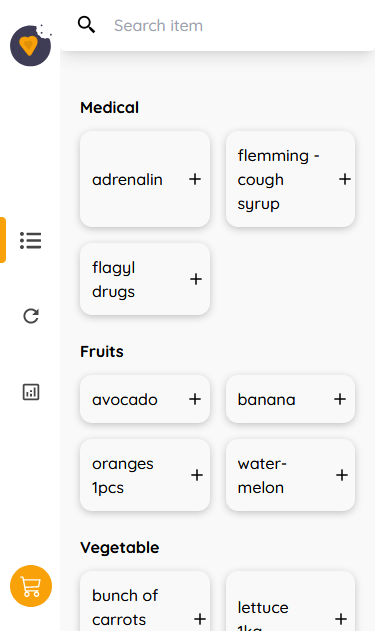 Search item
Medical
adrenalin
flemming -
cough
syrup
flagyl
drugs
Fruits
avocado
banana
oranges
1pcs
water-
melon
Vegetable
bunch of
carrots
lettuce
1kg